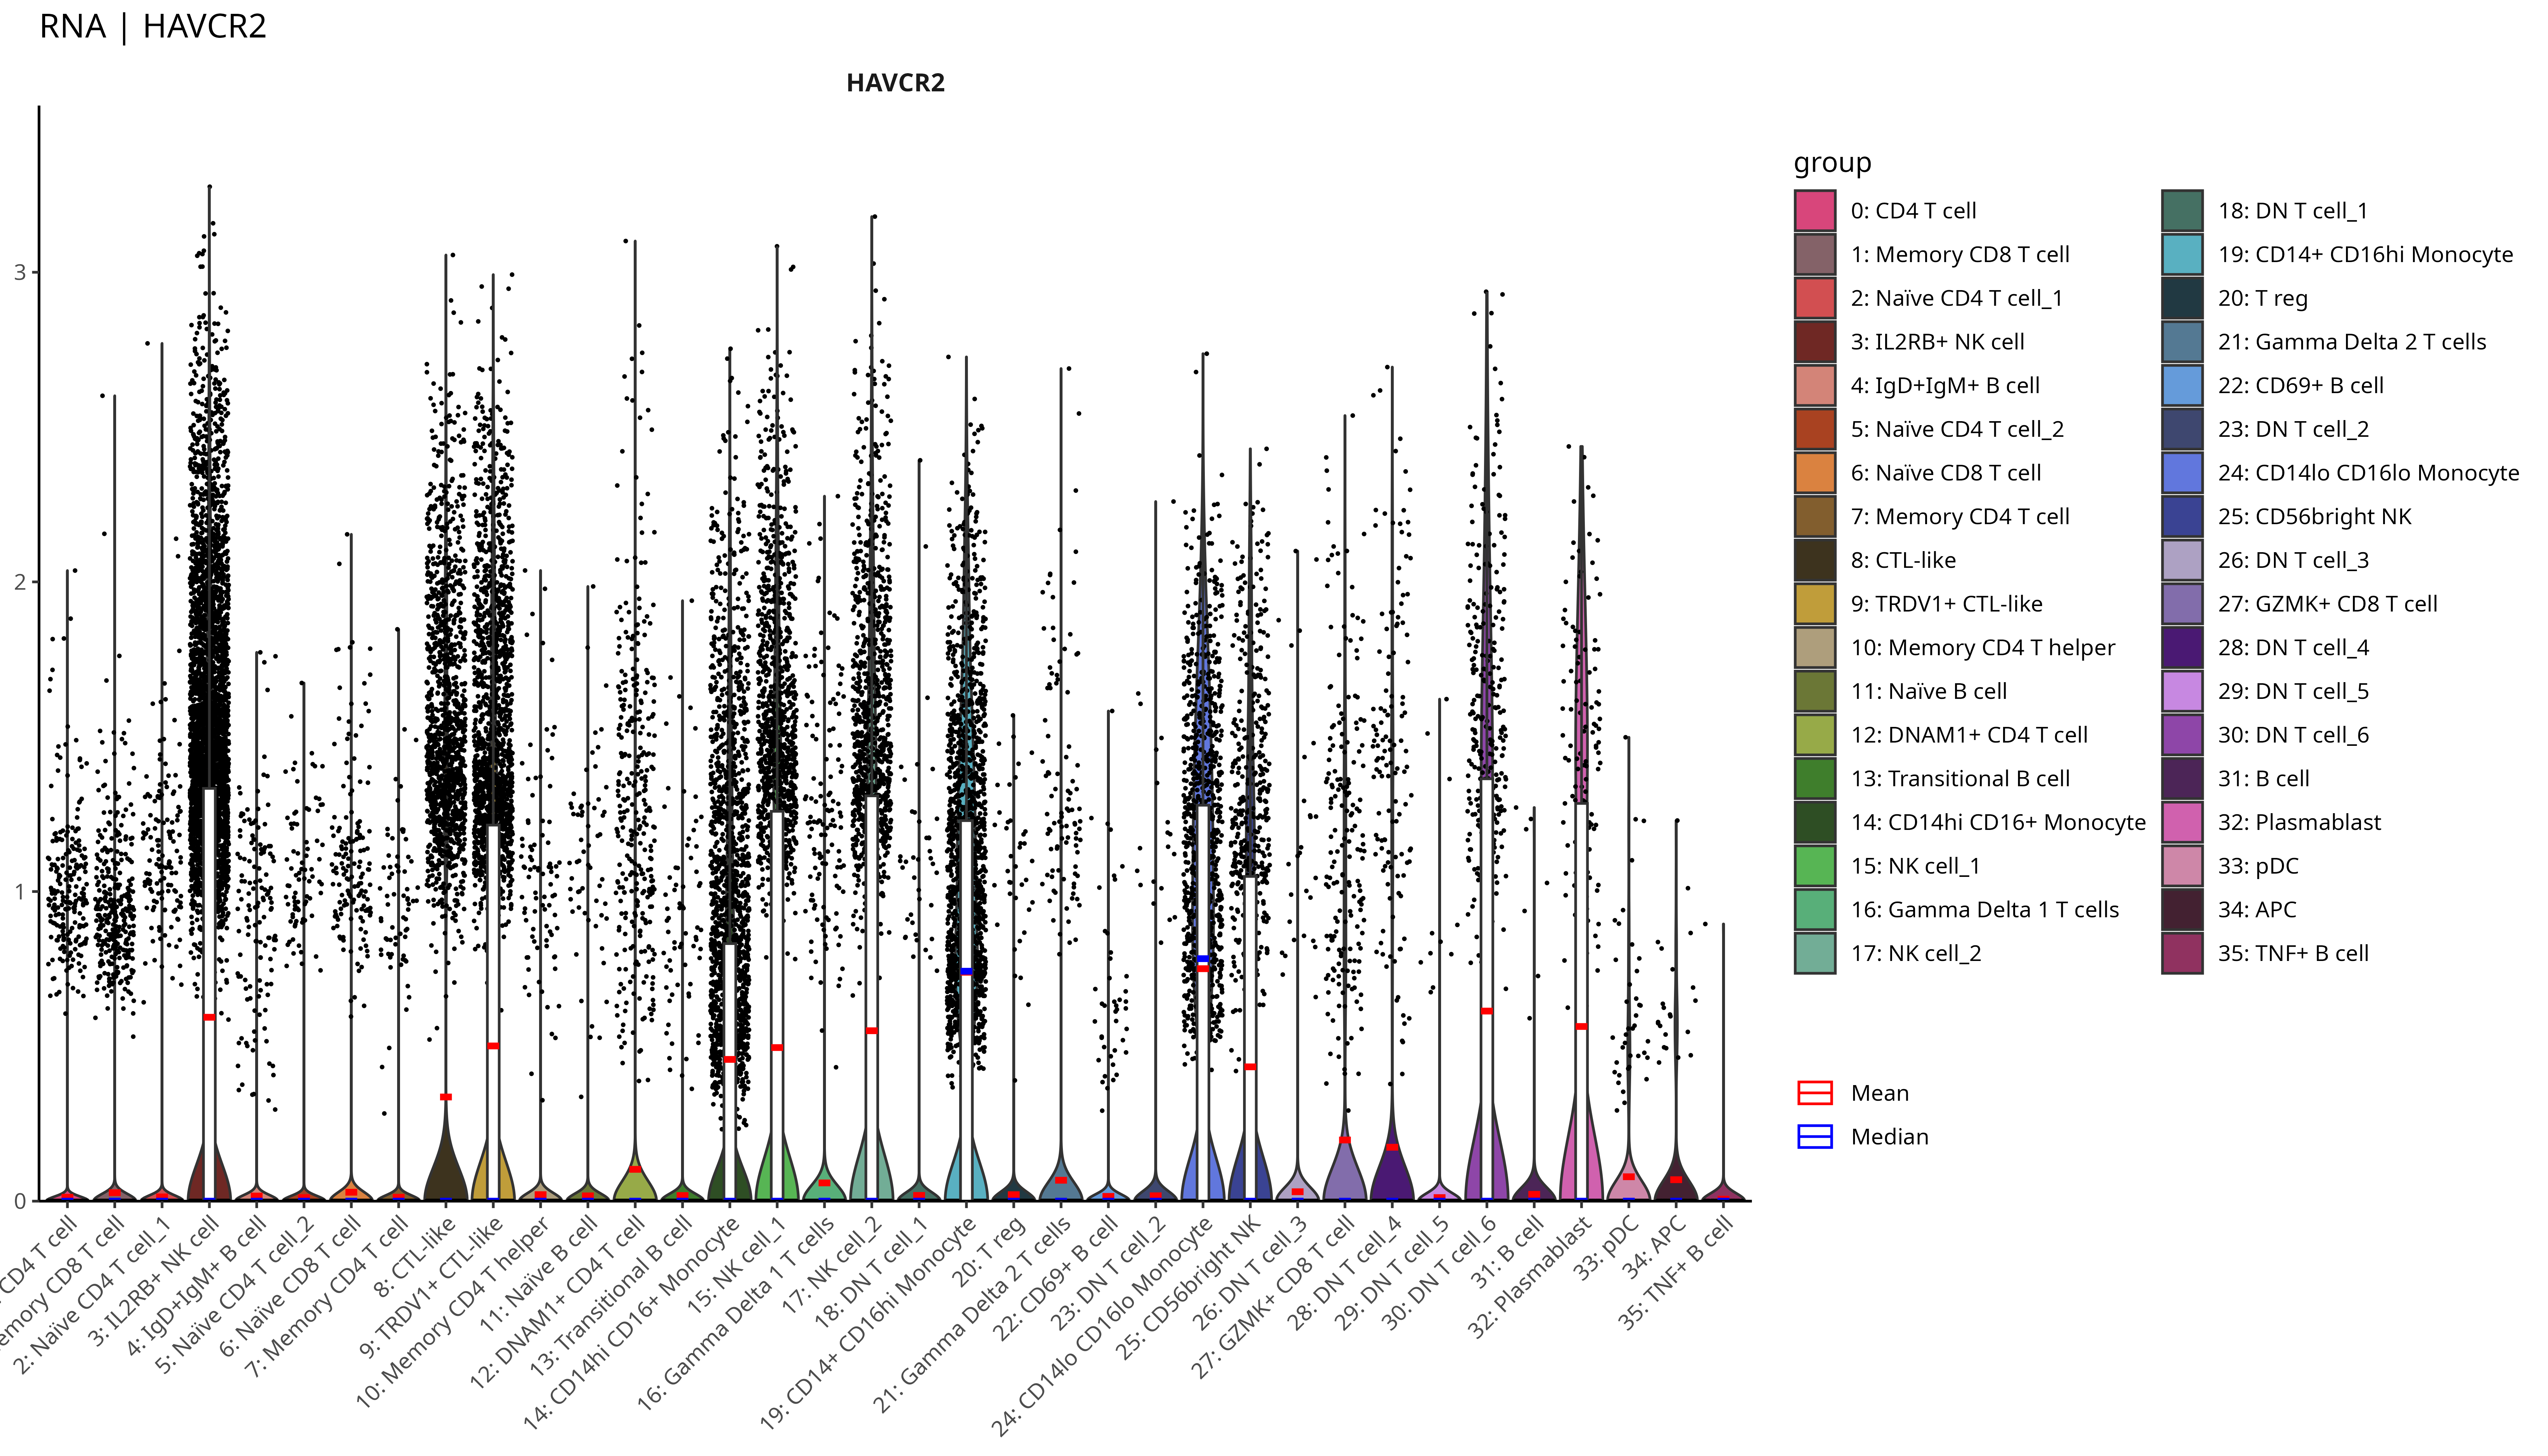 RNA | HAVCR2
HAVCR2
3
2
1
0
CD4 T cell
Memory CD8 T cell
2: Naïve CD4 T cell_1
3: IL2RB+ NK cell
4: IgD+IgM+ B cell
5: Naïve CD4 T cell_2
6: Naïve CD8 T cell
7: Memory CD4 T cell
8: CTL-like
9: TRDV1+ CTL-like
10: Memory CD4 T helper
11: Naïve B cell
12: DNAM1+ CD4 T cell
13: Transitional B cell
14: CD14hi CD16+ Monocyte
15: NK cell_1
16: Gamma Delta 1 T cells
17: NK cell_2
18: DN T cell_1
19: CD14+ CD16hi Monocyte
20: T reg
21: Gamma Delta 2 T cells
22: CD69+ B cell
23: DN T cell_2
24: CD14lo CD16lo Monocyte
25: CD56bright NK
26: DN T cell_3
27: GZMK+ CD8 T cell
28: DN T cell_4
29: DN T cell_5
30: DN T cell_6
31: B cell
32: Plasmablast
33: pDC
34: APC
35: TNF+ B cell
group
0: CD4 T cell
1: Memory CD8 T cell
2: Naïve CD4 T cell_1
3: IL2RB+ NK cell
4: IgD+IgM+ B cell
5: Naïve CD4 T cell_2
6: Naïve CD8 T cell
7: Memory CD4 T cell
8: CTL-like
9: TRDV1+ CTL-like
10: Memory CD4 T helper
11: Naïve B cell
12: DNAM1+ CD4 T cell
13: Transitional B cell
14: CD14hi CD16+ Monocyte
15: NK cell_1
16: Gamma Delta 1 T cells
17: NK cell_2
18: DN T cell_1
19: CD14+ CD16hi Monocyte
20: T reg
21: Gamma Delta 2 T cells
22: CD69+ B cell
23: DN T cell_2
24: CD14lo CD16lo Monocyte
25: CD56bright NK
26: DN T cell_3
27: GZMK+ CD8 T cell
28: DN T cell_4
29: DN T cell_5
30: DN T cell_6
31: B cell
32: Plasmablast
33: pDC
34: APC
35: TNF+ B cell
Mean
Median